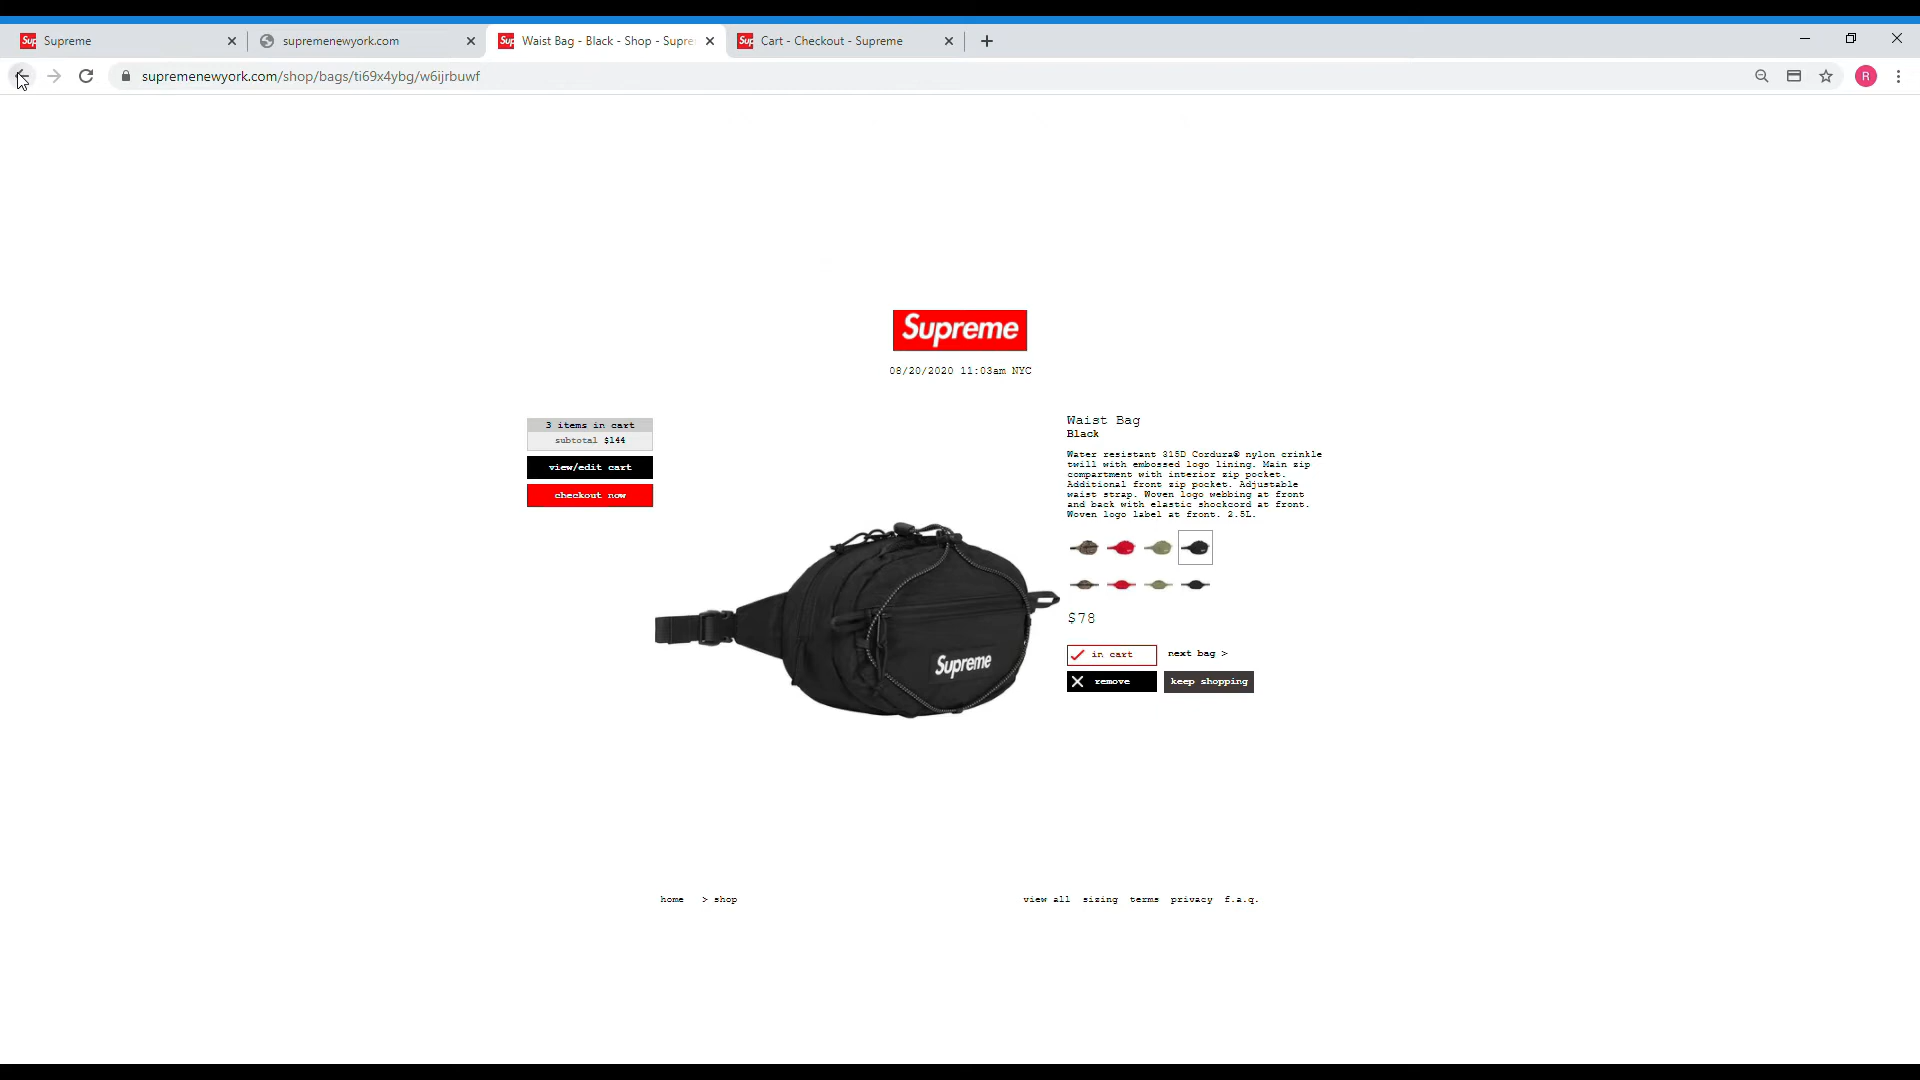 Supreme
supremenewyork.com
Waist Bag - Black - Shop - Supre
Cart - Checkout - Supreme
supremenewyork.com/shop/bags/ti69x4ybg/w6ijrbuwf
R
Supreme
08/20/2020 11:03am NYC
3 items in cart
subtotal $144
view/edit cart
checkout now
Waist Bag
Black
Water resistant 315D Cordura® nylon crinkle
twill with embossed logo lining. Main zip
compartment with interior zip pocket.
Additional front zip pocket. Adjustable
waist strap. Woven logo webbing at front
and back with elastic shockcord at front.
Woven logo label at front. 2.5L.
$78
in cart
next bag >
remove
keep shopping
Supreme
home > shop
view all sizing terms privacy f.a.q.